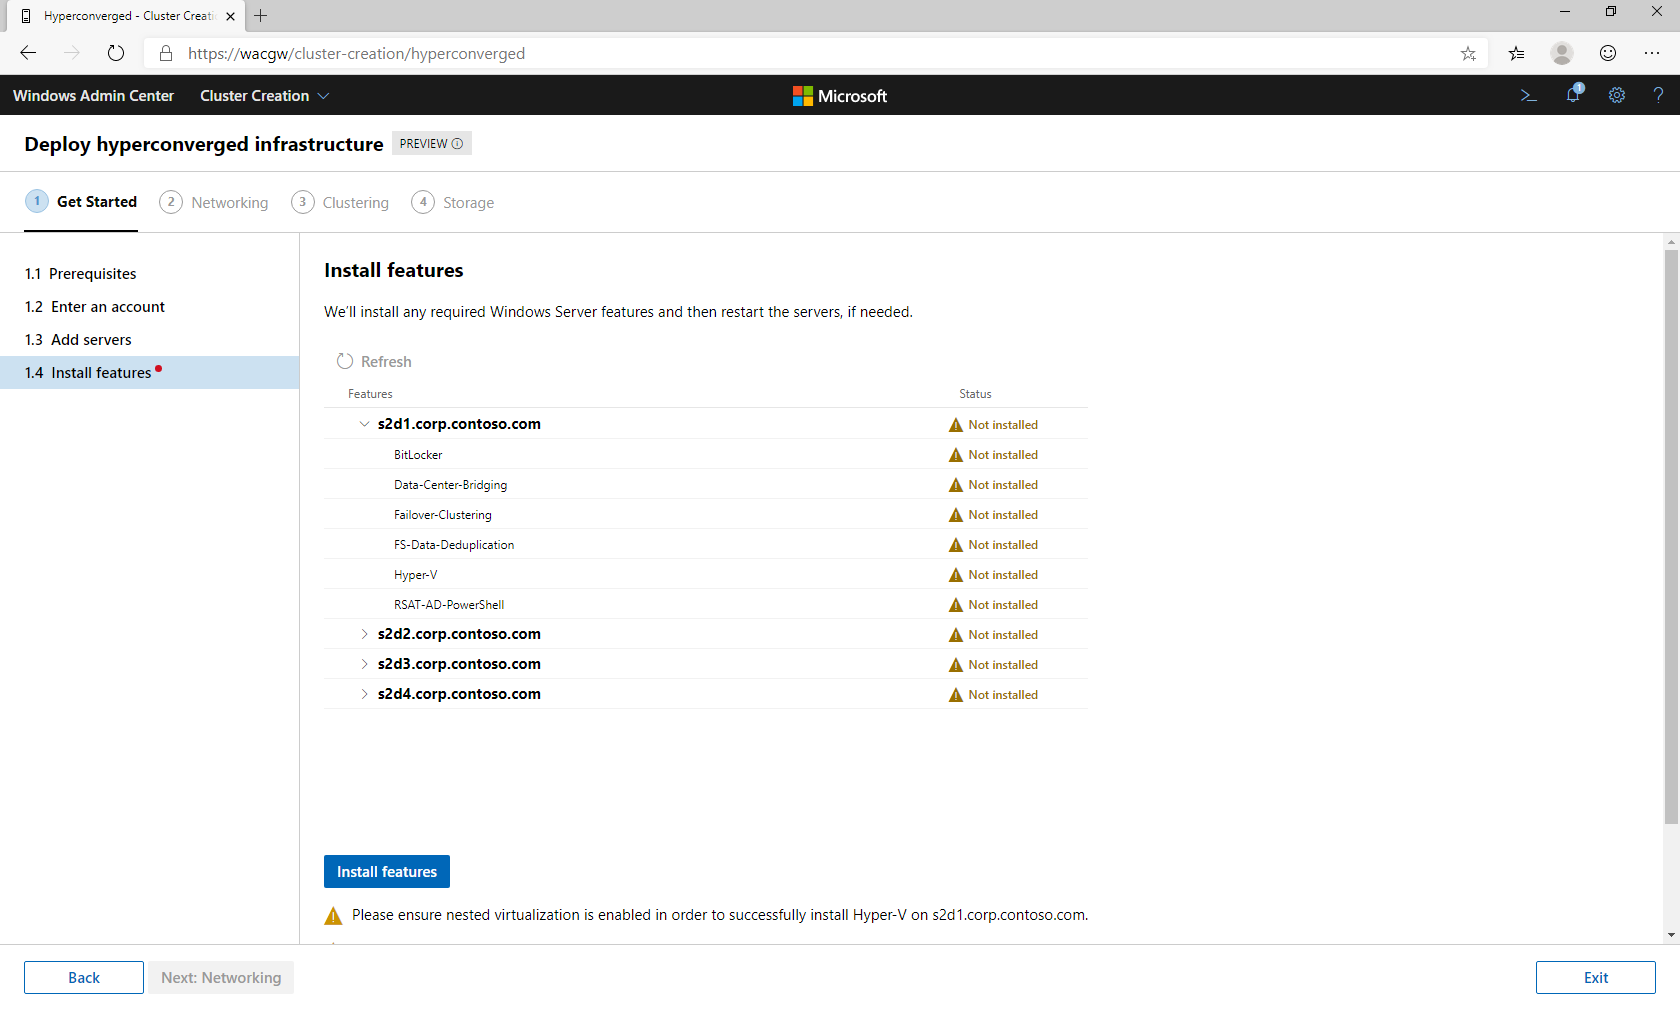 Hyperconverged - Cluster Creati
https://wacgw/cluster-creation/hyperconverged
Windows Admin Center Cluster Creation Microsoft 1 ?
Deploy hyperconverged infrastructure PREVIEW
1 Get Started 2 Networking 3 Clustering 4 Storage
1.1 Prerequisites
1.2 Enter an account
1.3 Add servers
1.4 Install features
Install features
We'll install any required Windows Server features and then restart the servers, if needed.
Refresh
Features Status
s2d1.corp.contoso.com Not installed
BitLocker Not installed
Data-Center-Bridging Not installed
Failover-Clustering Not installed
FS-Data-Deduplication Not installed
Hyper-V Not installed
RSAT-AD-PowerShell Not installed
s2d2.corp.contoso.com Not installed
s2d3.corp.contoso.com Not installed
s2d4.corp.contoso.com Not installed
Install features
Please ensure nested virtualization is enabled in order to successfully install Hyper-V on s2d1.corp.contoso.com.
Back Next: Networking Exit